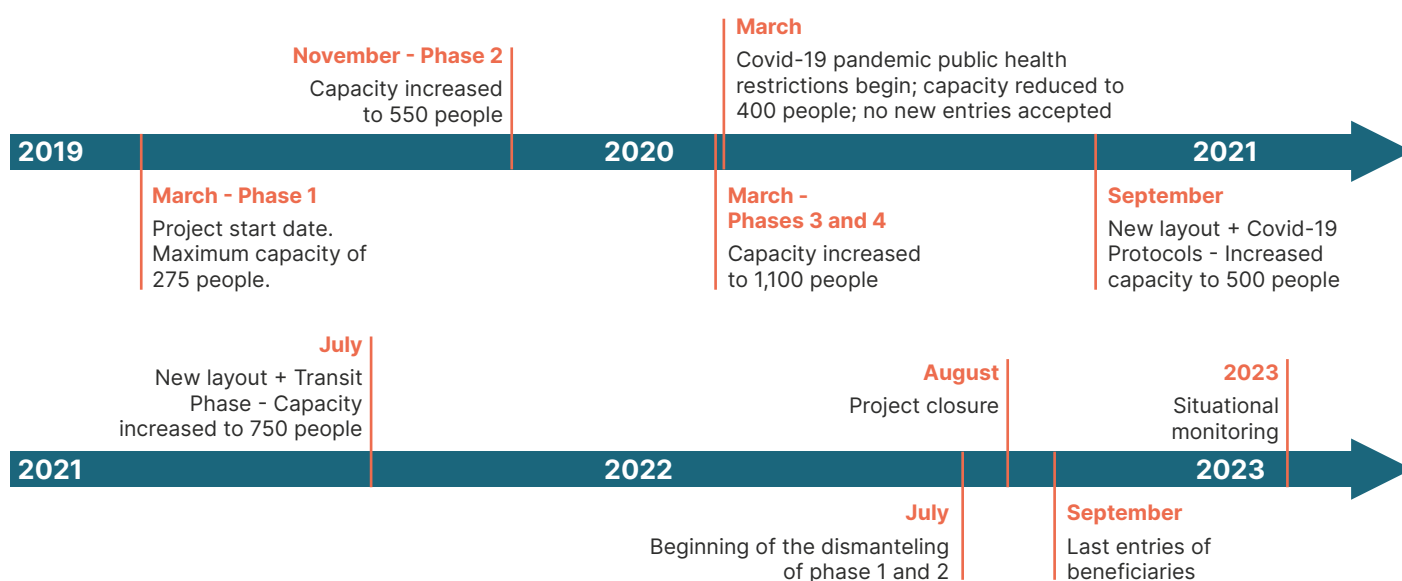 November - Phase 2
Capacity increased
to 550 people
March
Covid-19 pandemic public health
restrictions begin; capacity reduced to
400 people; no new entries accepted
2019
2020
2021
March - Phase 1
Project start date.
Maximum capacity of
275 people.
March -
Phases 3 and 4
Capacity increased
to 1,100 people
September
New layout + Covid-19
Protocols - Increased
capacity to 500 people
July
New layout + Transit
Phase - Capacity
increased to 750 people
August
Project closure
2023
Situational
monitoring
2021
2022
2023
July
Beginning of the dismanteling
of phase 1 and 2
September
Last entries of
beneficiaries